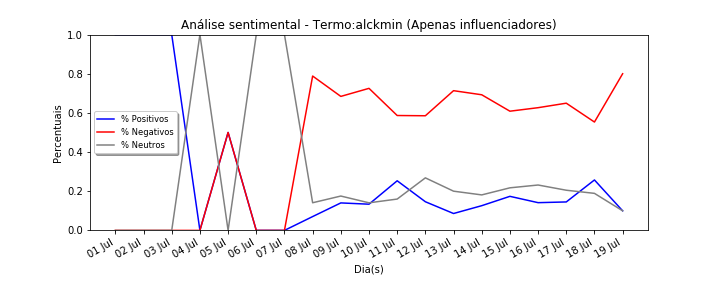 Análise sentimental - Termo:alckmin (Apenas influenciadores)
Percentuais
1.0
0.8
0.6
0.4
0.2
0.0
% Positivos
% Negativos
% Neutros
01 Jul
02 Jul
03 Jul
04 Jul
05 Jul
06 Jul
07 Jul
08 Jul
09 Jul
10 Jul
11 Jul
12 Jul
13 Jul
14 Jul
15 Jul
16 Jul
17 Jul
18 Jul
19 Jul
Dia(s)